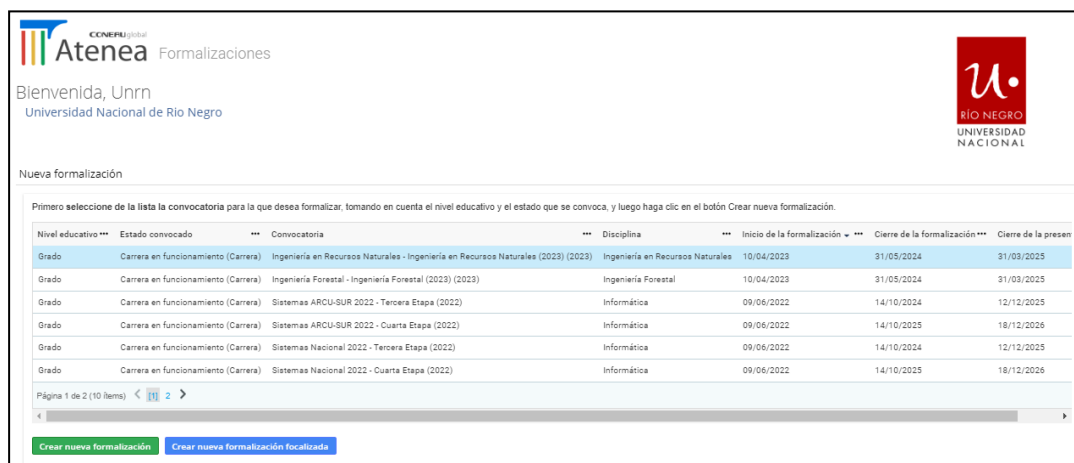 CONEAU global
Atenea Formalizaciones
Bienvenida, Unrn
Universidad Nacional de Rio Negro
u.
RÍO NEGRO
UNIVERSIDAD
NACIONAL
Nueva formalización
Primero seleccione de la lista la convocatoria para la que desea formalizar, tomando en cuenta el nivel educativo y el estado que se convoca, y luego haga clic en el botón Crear nueva formalización.
Nivel educativo ••• Estado convocado ••• Convocatoria ••• Disciplina ••• Inicio de la formalización ••• Cierre de la formalización ••• Cierre de la presen
Grado Carrera en funcionamiento (Carrera) Ingeniería en Recursos Naturales - Ingeniería en Recursos Naturales (2023) (2023) Ingeniería en Recursos Naturales 10/04/2023 31/05/2024 31/03/2025
Grado Carrera en funcionamiento (Carrera) Ingeniería Forestal - Ingeniería Forestal (2023) (2023) Ingeniería Forestal 10/04/2023 31/05/2024 31/03/2025
Grado Carrera en funcionamiento (Carrera) Sistemas ARCU-SUR 2022 - Tercera Etapa (2022) Informática 09/06/2022 14/10/2024 12/12/2025
Grado Carrera en funcionamiento (Carrera) Sistemas ARCU-SUR 2022 - Cuarta Etapa (2022) Informática 09/06/2022 14/10/2025 18/12/2026
Grado Carrera en funcionamiento (Carrera) Sistemas Nacional 2022 - Tercera Etapa (2022) Informática 09/06/2022 14/10/2024 12/12/2025
Grado Carrera en funcionamiento (Carrera) Sistemas Nacional 2022 - Cuarta Etapa (2022) Informática 09/06/2022 14/10/2025 18/12/2026
Página 1 de 2 (10 ítems) [1] 2
Crear nueva formalización Crear nueva formalización focalizada